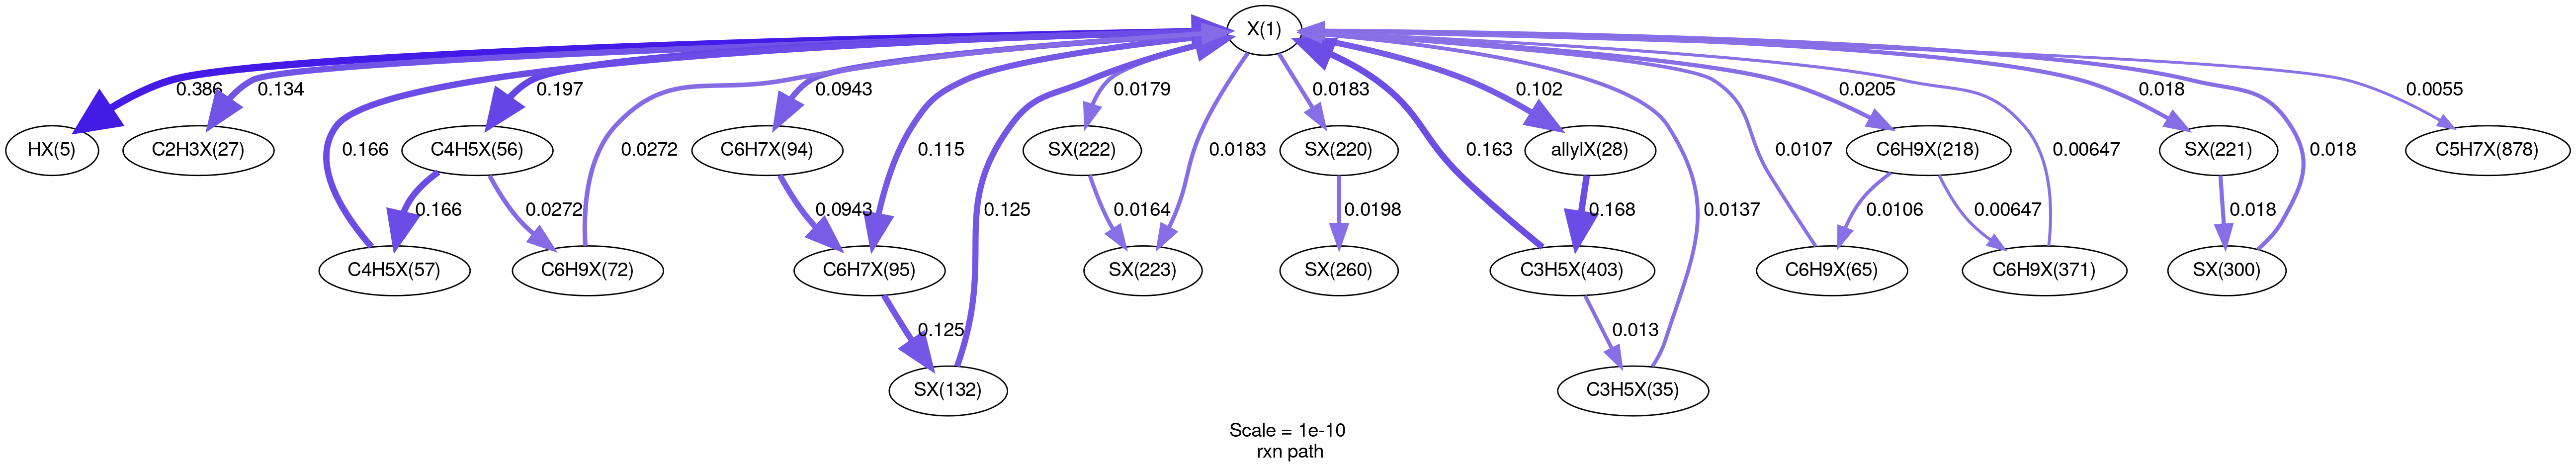 X(1)
0.386
0.134
0.197
0.0943
0.0179
0.0183
0.102
0.0205
0.018
0.0055
HX(5)
C2H3X(27)
0.166
C4H5X(56)
0.0272
C6H7X(94)
0.115
SX(222)
0.0183
SX(220)
0.163
allylX(28)
0.0107
C6H9X(218)
0.00647
SX(221)
0.018
C5H7X(878)
0.166
0.0272
0.0943
0.125
0.0164
0.0198
0.168
0.0137
0.0106
0.00647
0.018
C4H5X(57)
C6H9X(72)
C6H7X(95)
SX(223)
SX(260)
C3H5X(403)
C6H9X(65)
C6H9X(371)
SX(300)
0.125
0.013
SX(132)
C3H5X(35)
Scale = 1e-10
rxn path